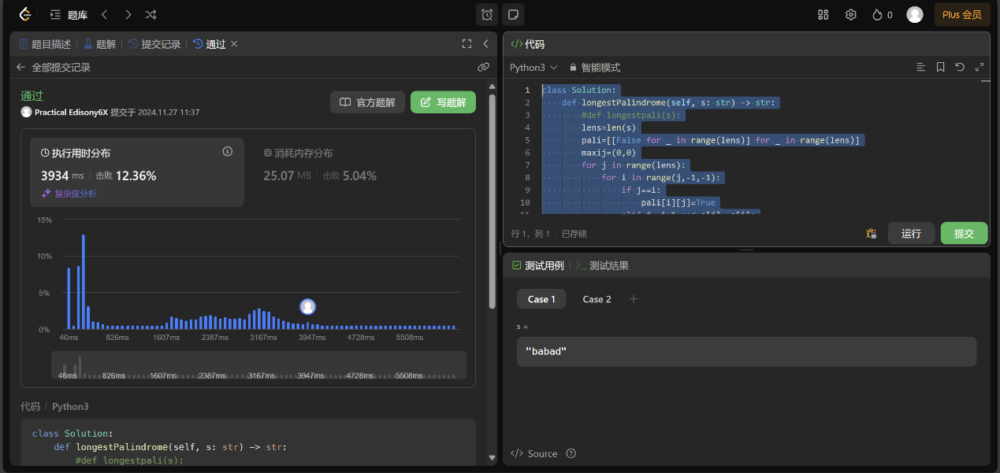 题库
0
Plus 会员
题目描述
题解
提交记录
通过
全部提交记录
通过
Practical Edisony6X 提交于 2024.11.27 11:37
官方题解
写题解
执行用时分布
3934 ms 击败 12.36%
复杂度分析
消耗内存分布
25.07 MB 击败 5.04%
15%
10%
5%
0%
46ms 826ms 1607ms 2387ms 3167ms 3947ms 4728ms 5508ms
46ms 826ms 1607ms 2387ms 3167ms 3947ms 4728ms 5508ms
代码 Python3
class Solution:
def longestPalindrome(self, s: str) -> str:
#def longestpali(s):
</>代码
Python3 智能模式
1 class Solution:
2 def longestPalindrome(self, s: str) -> str:
3 #def longestpali(s):
4 lens=len(s)
5 pali=[[False for _ in range(lens)] for _ in range(lens)]
6 maxij=(0,0)
7 for j in range(lens):
8 for i in range(j,-1,-1):
9 if j==i:
10 pali[i][j]=True
行 1，列 1 已存储
运行
提交
测试用例
测试结果
Case 1 Case 2 +
s =
"babad"
</> Source